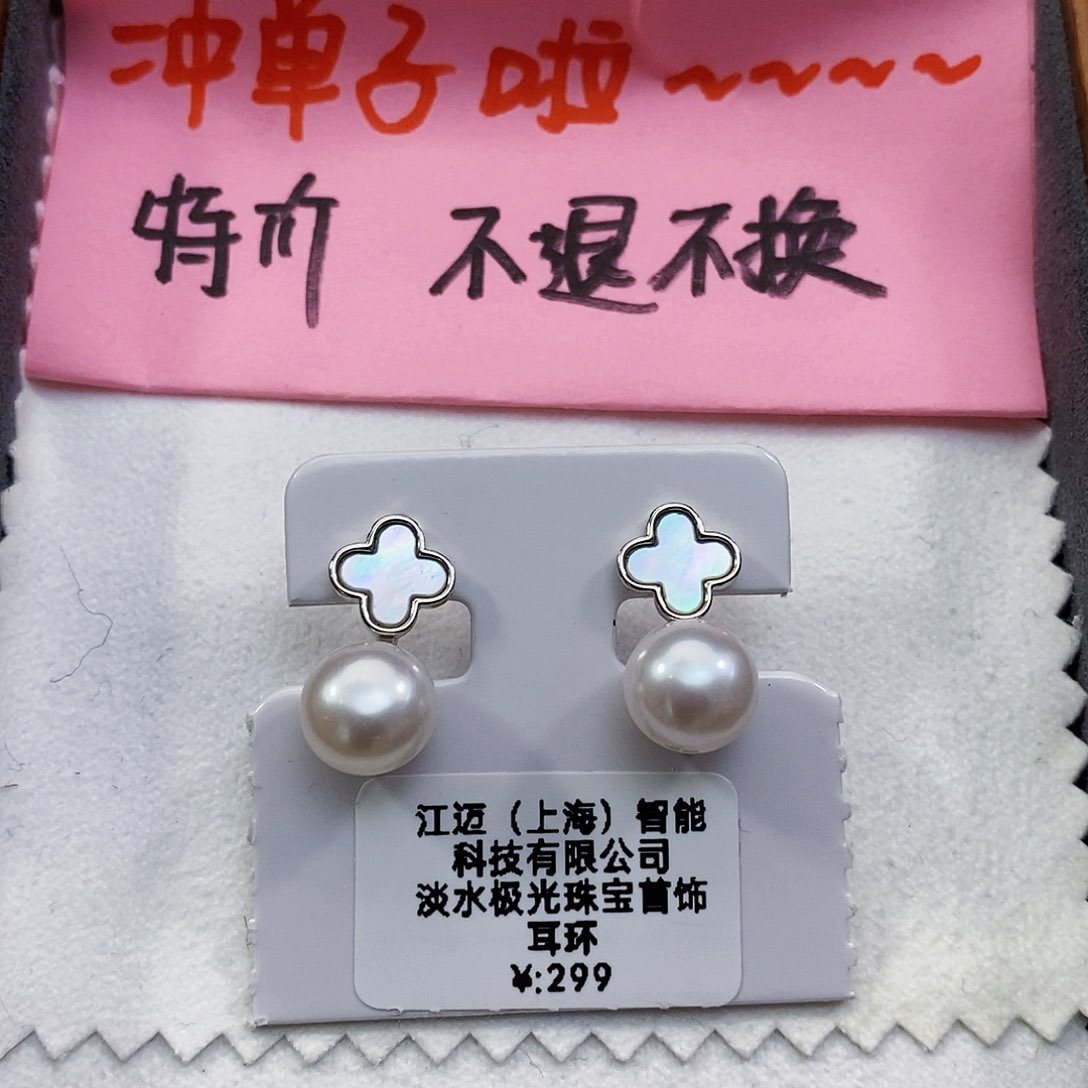 冲单子啦~~~~
特价 不退不换
江迈（上海）智能
科技有限公司
淡水极光珠宝首饰
耳环
¥:299